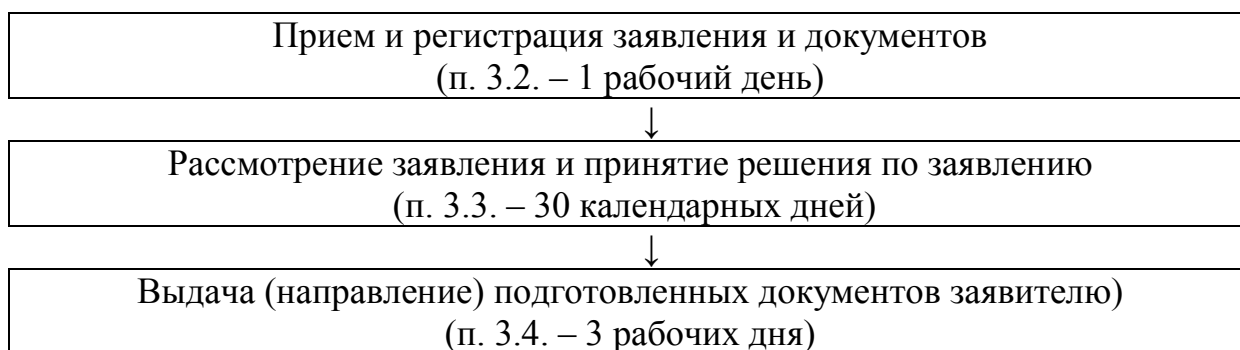 Прием и регистрация заявления и документов
(п. 3.2. – 1 рабочий день)
↓
Рассмотрение заявления и принятие решения по заявлению
(п. 3.3. – 30 календарных дней)
↓
Выдача (направление) подготовленных документов заявителю)
(п. 3.4. – 3 рабочих дня)